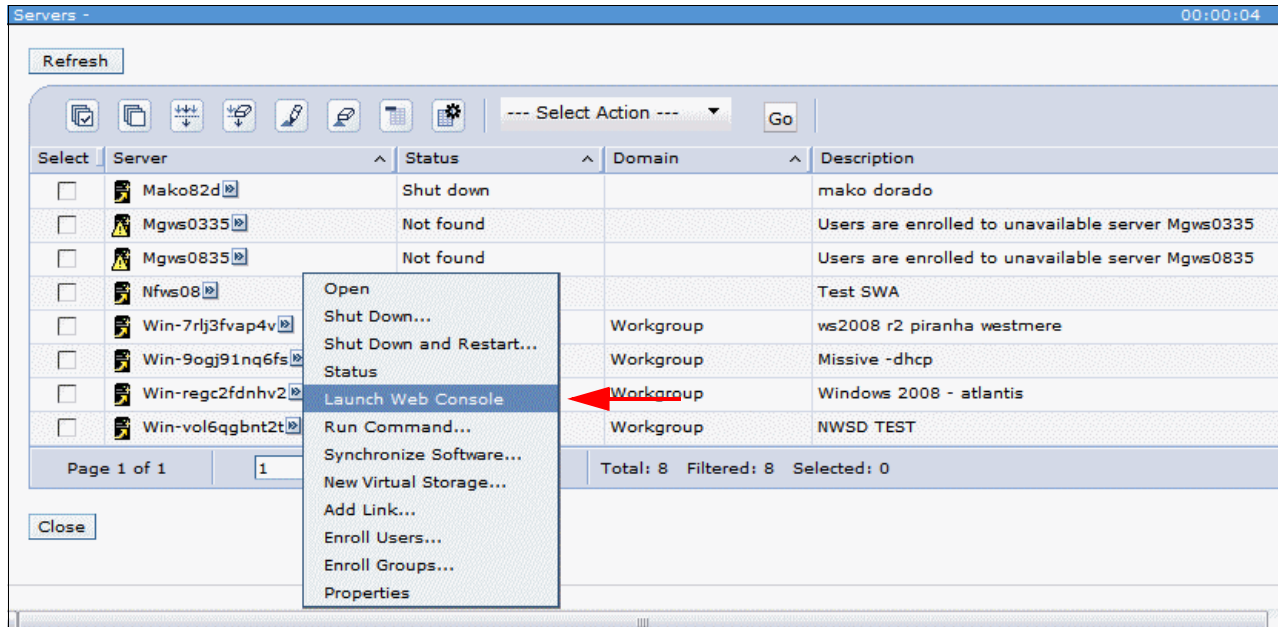 Servers - 00:00:04
Refresh
--- Select Action --- Go
Select Server Status Domain Description
Mako82d Shut down mako dorado
Mgws0335 Not found Users are enrolled to unavailable server Mgws0335
Mgws0835 Not found Users are enrolled to unavailable server Mgws0835
Nfws08 Test SWA
Win-7rlj3fvap4v Workgroup ws2008 r2 piranha westmere
Win-9ogj91nq6fs Workgroup Missive -dhcp
Win-regc2fdnhv2 Workgroup Windows 2008 - atlantis
Win-vol6qgbnt2t Workgroup NWSD TEST
Page 1 of 1 1 Total: 8 Filtered: 8 Selected: 0
Close
Open
Shut Down...
Shut Down and Restart...
Status
Launch Web Console
Run Command...
Synchronize Software...
New Virtual Storage...
Add Link...
Enroll Users...
Enroll Groups...
Properties